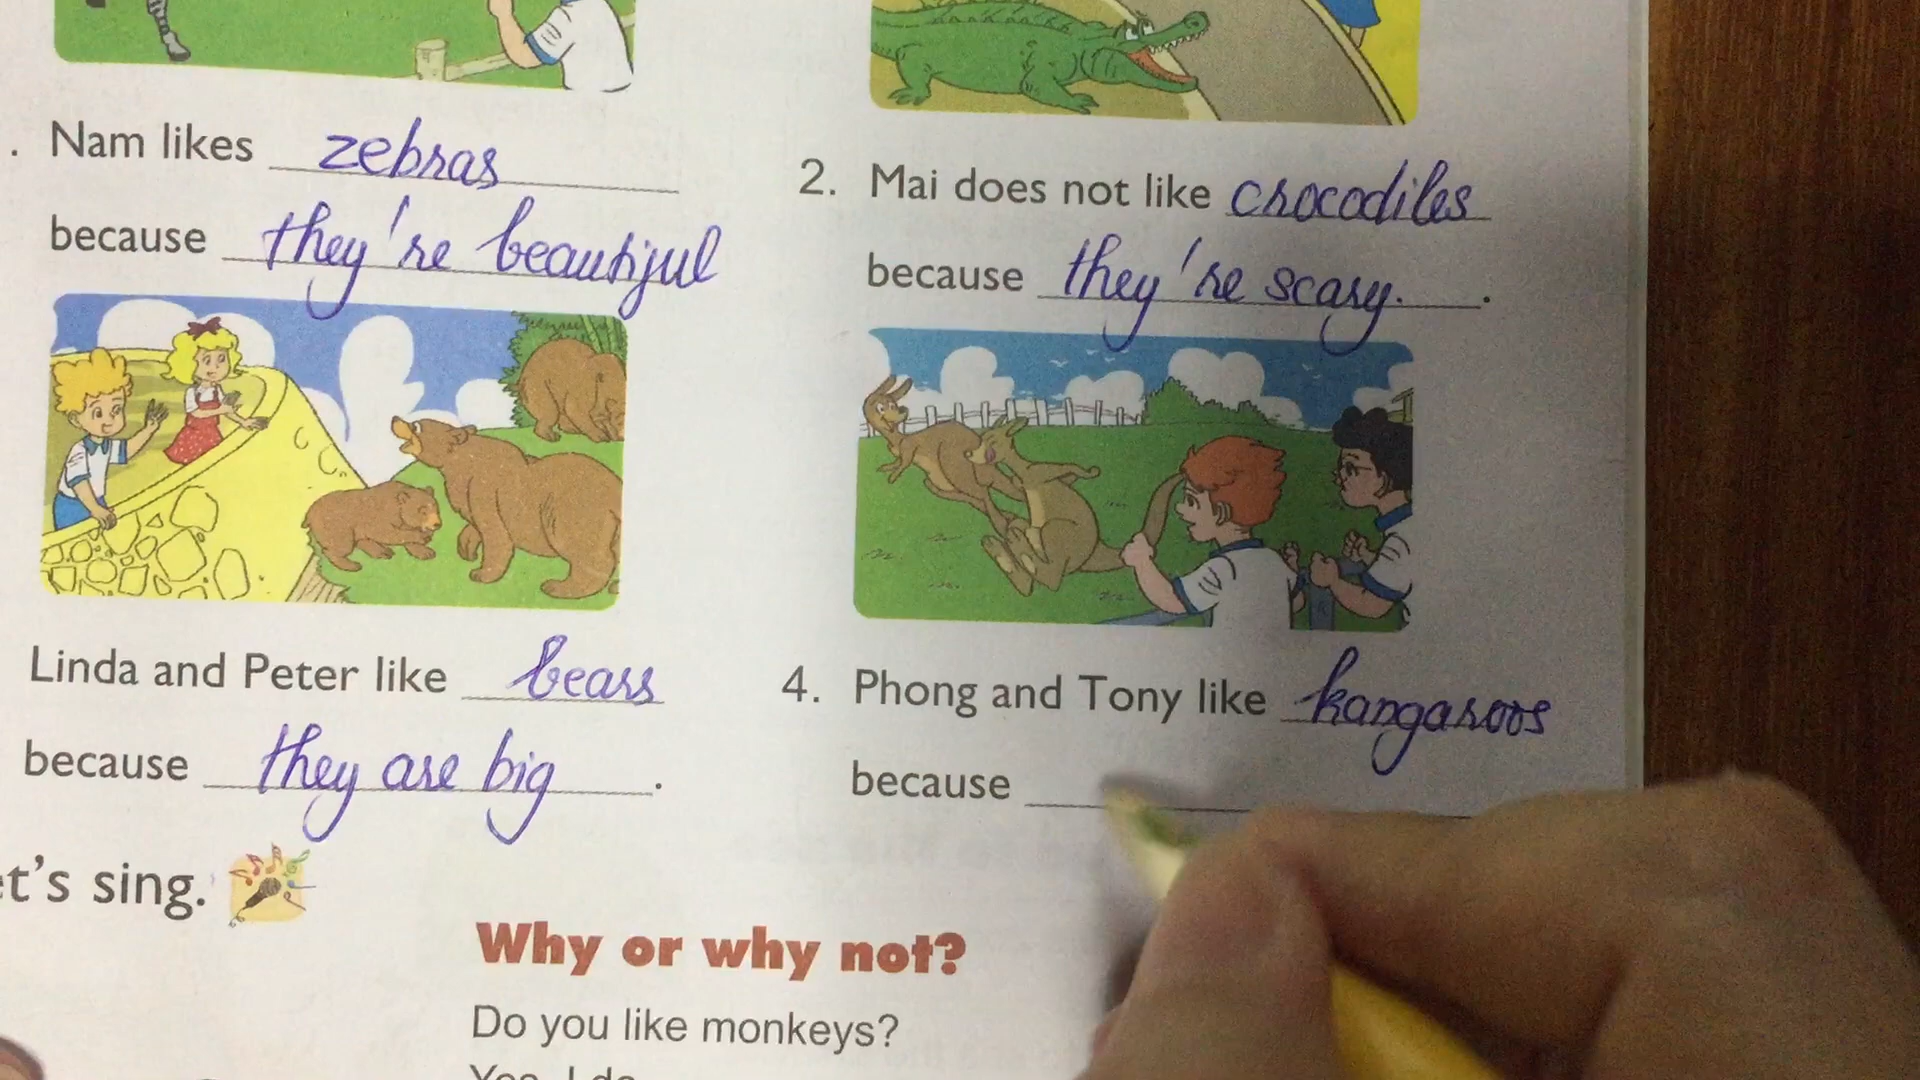 . Nam likes zebras
because they're beautiful
2. Mai does not like crocodiles
because they're scary.
Linda and Peter like bears
because they are big.
4. Phong and Tony like kangaroos
because
t's sing.
Why or why not?
Do you like monkeys?
Yes, I do